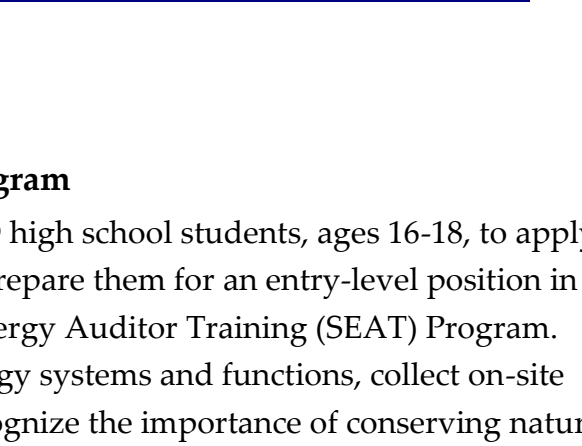 gram
high school students, ages 16-18, to apply
repare them for an entry-level position in
ergy Auditor Training (SEAT) Program.
gy systems and functions, collect on-site
ognize the importance of conserving natur